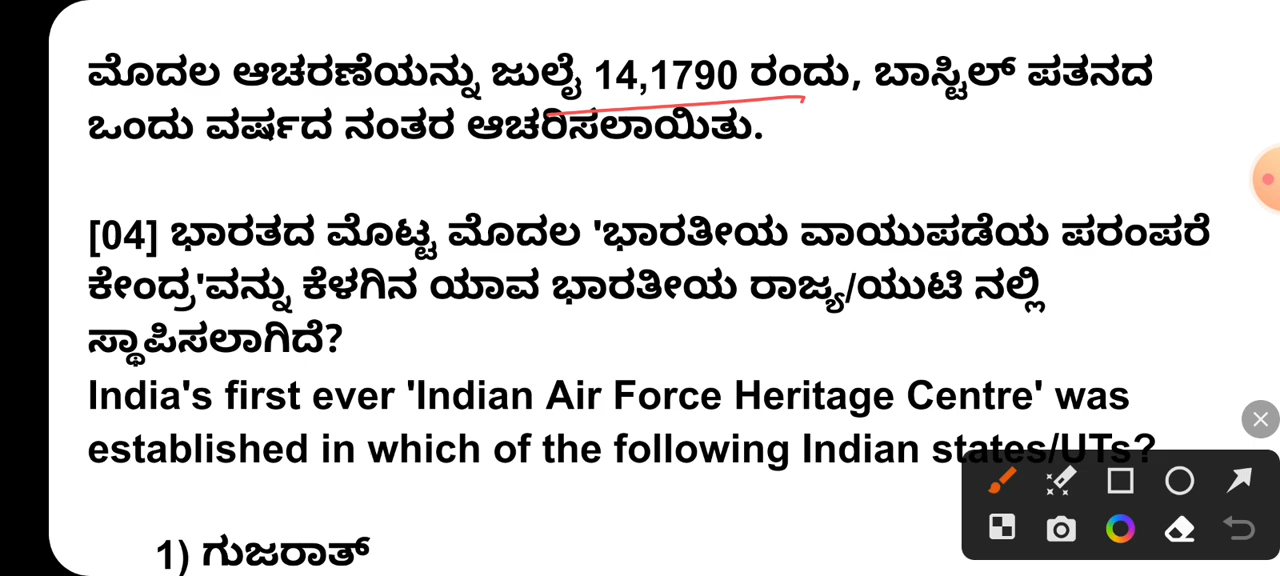 ಮೊದಲ ಆಚರಣೆಯನ್ನು ಜುಲೈ 14,1790 ರಂದು, ಬಾಸ್ಟಿಲ್ ಪತನದ
ಒಂದು ವರ್ಷದ ನಂತರ ಆಚರಿಸಲಾಯಿತು.
[04] ಭಾರತದ ಮೊಟ್ಟ ಮೊದಲ 'ಭಾರತೀಯ ವಾಯುಪಡೆಯ ಪರಂಪರೆ
ಕೇಂದ್ರ'ವನ್ನು ಕೆಳಗಿನ ಯಾವ ಭಾರತೀಯ ರಾಜ್ಯ/ಯುಟಿ ನಲ್ಲಿ
ಸ್ಥಾಪಿಸಲಾಗಿದೆ?
India's first ever 'Indian Air Force Heritage Centre' was
established in which of the following Indian states/UTs?
1) ಗುಜರಾತ್